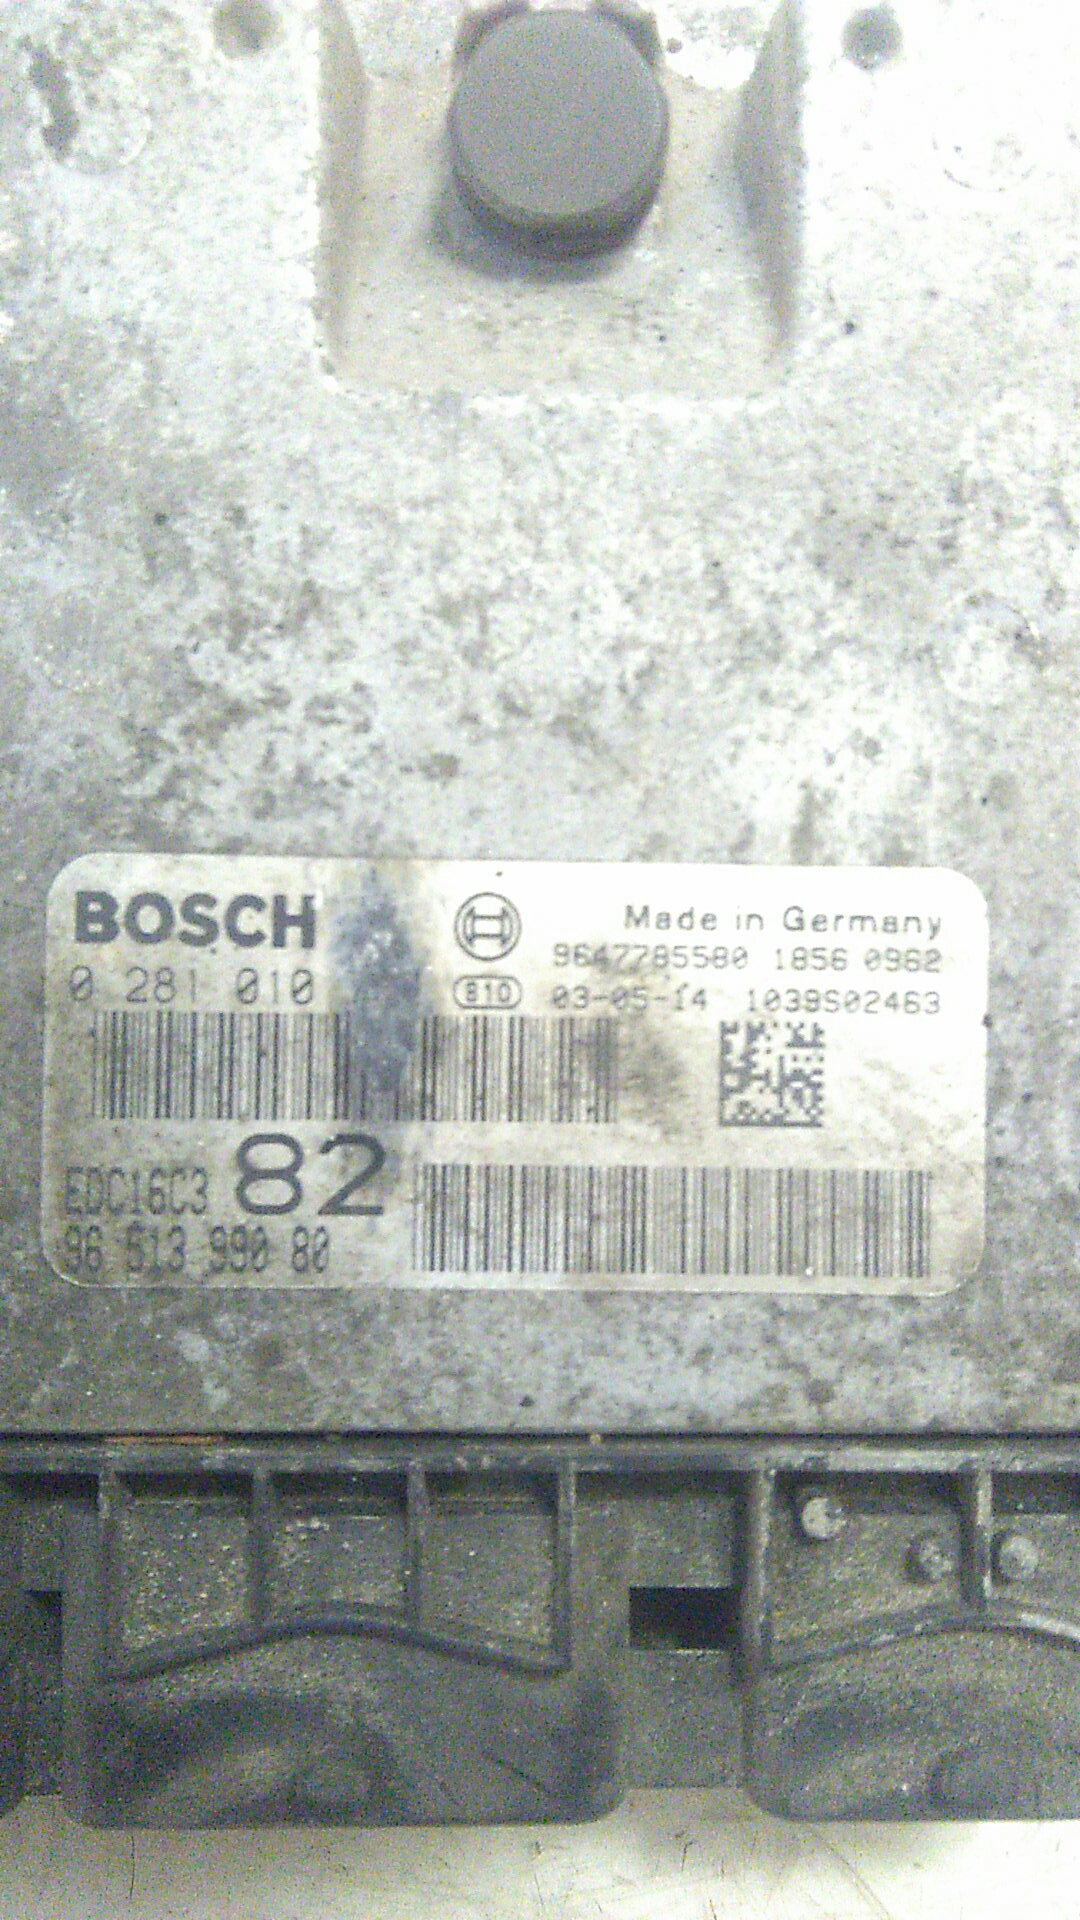 BOSCH
Made in Germany
9647785580 1856 0962
0 281 010
810 03-05-14 1039S02463
EDC16C3 82
96 513 990 80